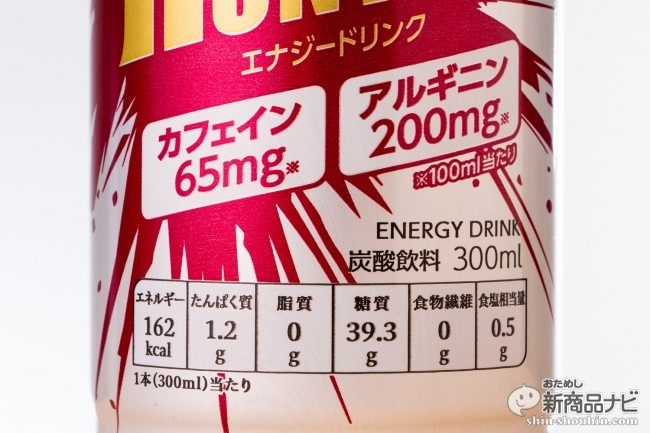 エナジードリンク
カフェイン
65mg※
アルギニン
200mg※
※100ml当たり
ENERGY DRINK
炭酸飲料 300ml
エネルギー たんぱく質 脂質 糖質 食物繊維 食塩相当量
162 kcal 1.2 g 0 g 39.3 g 0 g 0.5 g
1本(300ml)当たり
おためし
新商品ナビ
shin-shouhin.com